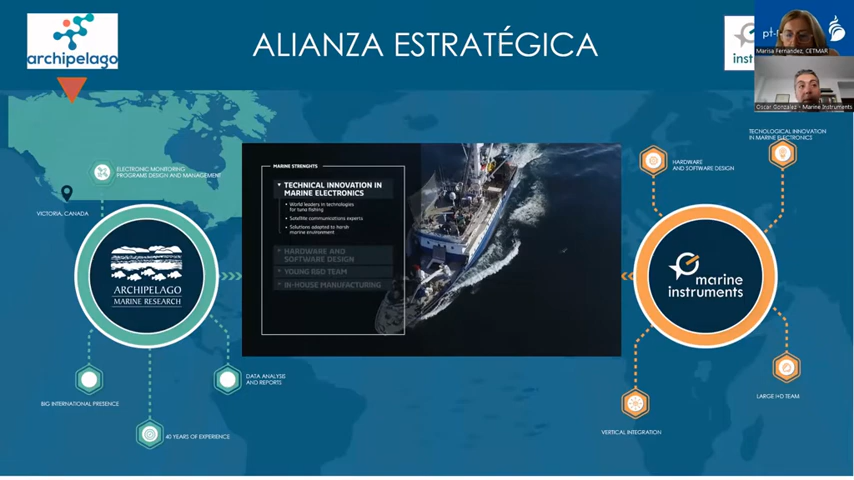 archipelago
ALIANZA ESTRATÉGICA
inst
pt-
Marisa Fernández, CETMAR
Oscar González - Marine Instruments
ELECTRONIC MONITORING
PROGRAMS DESIGN AND MANAGEMENT
VICTORIA, CANADA
ARCHIPELAGO
MARINE RESEARCH
BIG INTERNATIONAL PRESENCE
40 YEARS OF EXPERIENCE
DATA ANALYSIS
AND REPORTS
MARINE STRENGHTS
TECHNICAL INNOVATION IN
MARINE ELECTRONICS
World leaders in technologies
for tuna fishing
Satellite communications experts
Solutions adapted to harsh
marine environment
HARDWARE AND
SOFTWARE DESIGN
YOUNG R&D TEAM
IN-HOUSE MANUFACTURING
HARDWARE
AND SOFTWARE DESIGN
TECNOLOGICAL INNOVATION
IN MARINE ELECTRONICS
marine
instruments
LARGE I+D TEAM
VERTICAL INTEGRATION